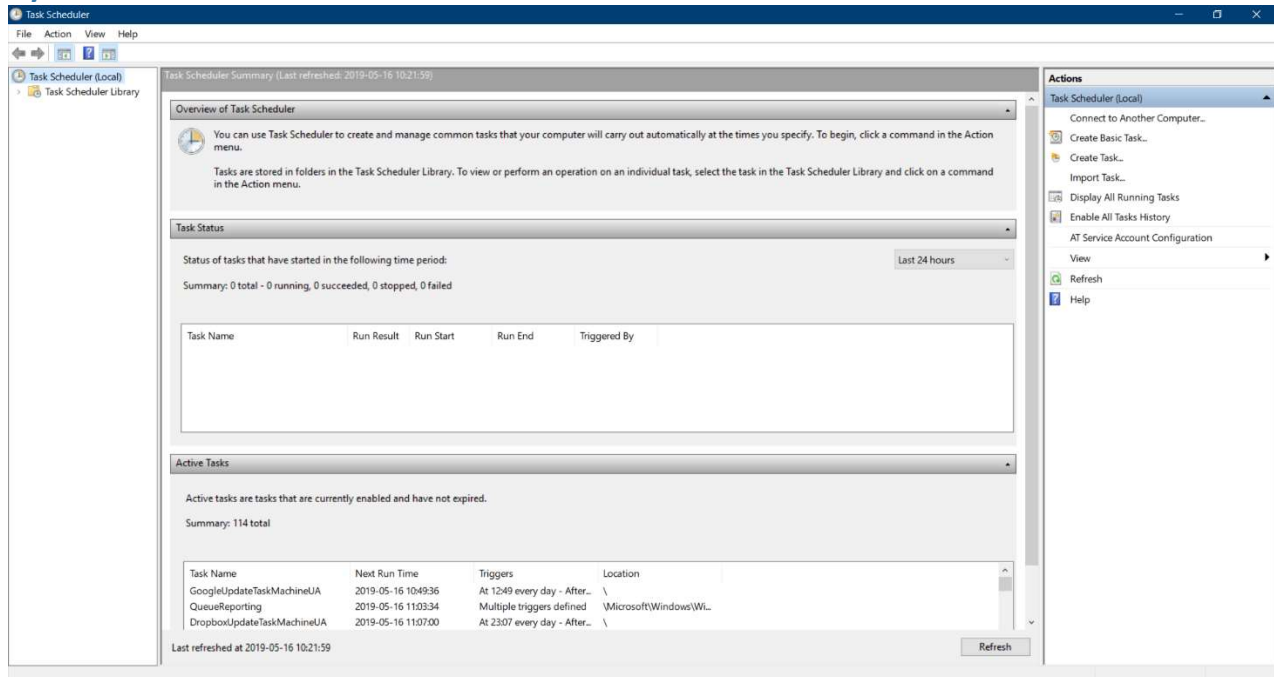 Task Scheduler
File Action View Help
Task Scheduler (Local)
Task Scheduler Library
Task Scheduler Summary (Last refreshed: 2019-05-16 10:21:59)
Overview of Task Scheduler
You can use Task Scheduler to create and manage common tasks that your computer will carry out automatically at the times you specify. To begin, click a command in the Action
menu.
Tasks are stored in folders in the Task Scheduler Library. To view or perform an operation on an individual task, select the task in the Task Scheduler Library and click on a command
in the Action menu.
Task Status
Status of tasks that have started in the following time period:
Last 24 hours
Summary: 0 total - 0 running, 0 succeeded, 0 stopped, 0 failed
Task Name Run Result Run Start Run End Triggered By
Active Tasks
Active tasks are tasks that are currently enabled and have not expired.
Summary: 114 total
Task Name Next Run Time Triggers Location
GoogleUpdateTaskMachineUA 2019-05-16 10:49:36 At 12:49 every day - After... \
QueueReporting 2019-05-16 11:03:34 Multiple triggers defined \Microsoft\Windows\Wi...
DropboxUpdateTaskMachineUA 2019-05-16 11:07:00 At 23:07 every day - After... \
Last refreshed at 2019-05-16 10:21:59
Refresh
Actions
Task Scheduler (Local)
Connect to Another Computer...
Create Basic Task...
Create Task...
Import Task...
Display All Running Tasks
Enable All Tasks History
AT Service Account Configuration
View
Refresh
Help